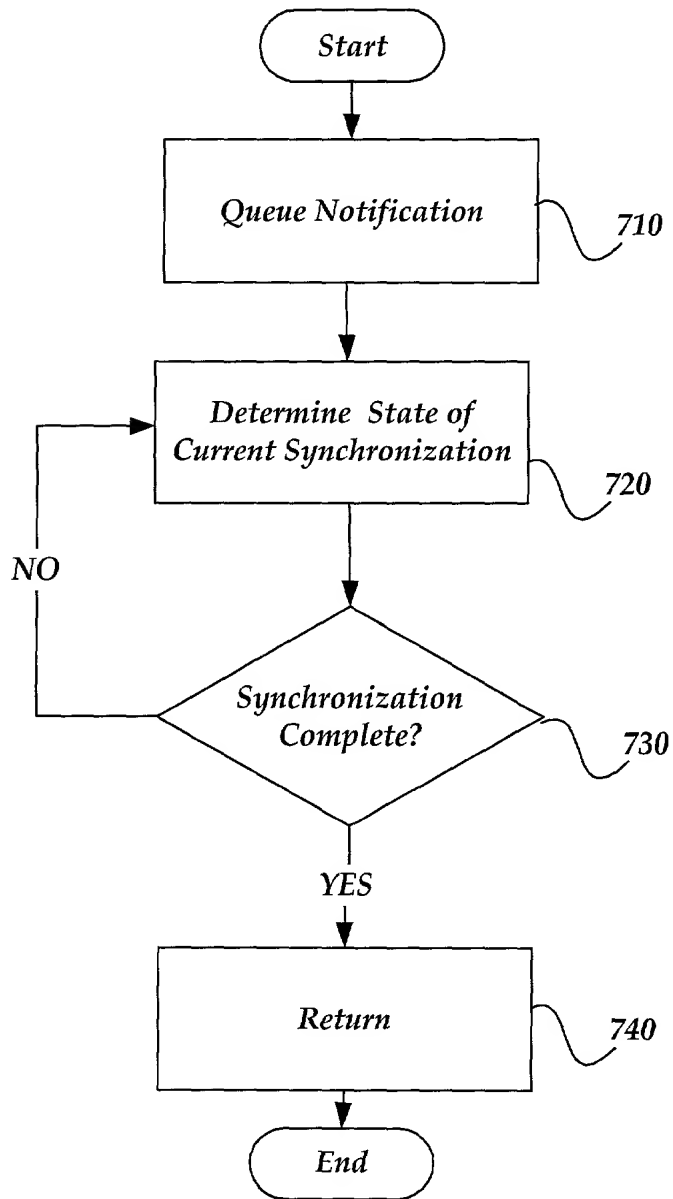 Start
Queue Notification
710
Determine State of
Current Synchronization
720
NO
Synchronization
Complete?
730
YES
Return
740
End